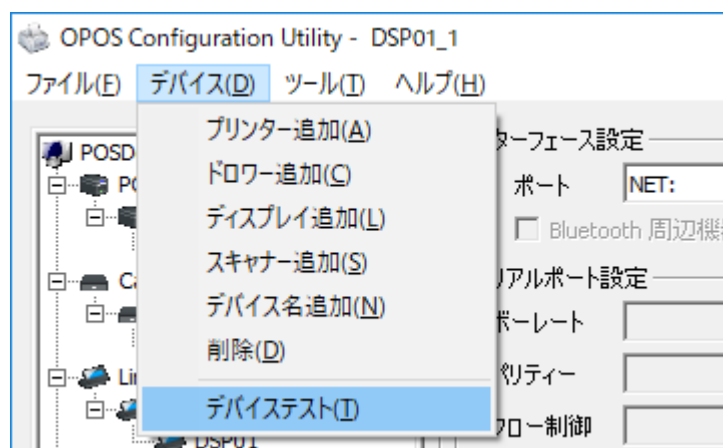 OPOS Configuration Utility - DSP01_1
ファイル(F) デバイス(D) ツール(T) ヘルプ(H)
プリンター追加(A)
ドロワー追加(C)
ディスプレイ追加(L)
スキャナー追加(S)
デバイス名追加(N)
削除(D)
デバイステスト(T)
POSD
PO
Ca
Lin
DSP01
ターフェース設定
ポート NET:
Bluetooth 周辺機
リアルポート設定
ボーレート
パリティー
フロー制御